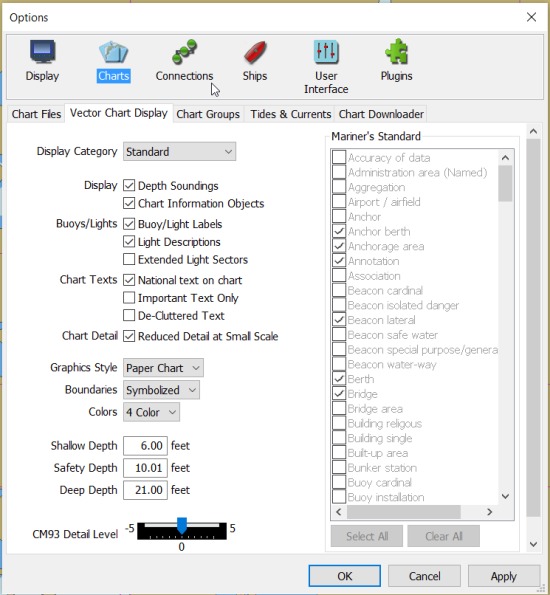 Options
Display
Charts
Connections
Ships
User Interface
Plugins
Chart Files
Vector Chart Display
Chart Groups
Tides & Currents
Chart Downloader
Display Category
Standard
Display
Depth Soundings
Chart Information Objects
Buoys/Lights
Buoy/Light Labels
Light Descriptions
Extended Light Sectors
Chart Texts
National text on chart
Important Text Only
De-Cluttered Text
Chart Detail
Reduced Detail at Small Scale
Graphics Style
Paper Chart
Boundaries
Symbolized
Colors
4 Color
Shallow Depth
6.00
feet
Safety Depth
10.01
feet
Deep Depth
21.00
feet
CM93 Detail Level
-5
5
0
Mariner's Standard
Accuracy of data
Administration area (Named)
Aggregation
Airport / airfield
Anchor
Anchor berth
Anchorage area
Annotation
Association
Beacon cardinal
Beacon isolated danger
Beacon lateral
Beacon safe water
Beacon special purpose/genera
Beacon water-way
Berth
Bridge
Bridge area
Building religous
Building single
Built-up area
Bunker station
Buoy cardinal
Buoy installation
Select All
Clear All
OK
Cancel
Apply